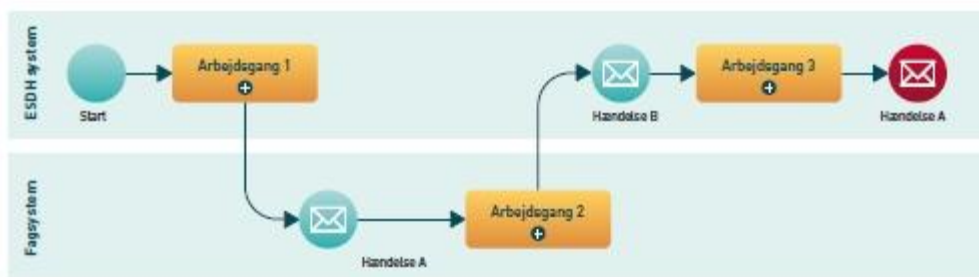 ESDH system
Arbejdsgang 1
Start
Hændelse B
Arbejdsgang 3
Hændelse A
Fagsystem
Hændelse A
Arbejdsgang 2